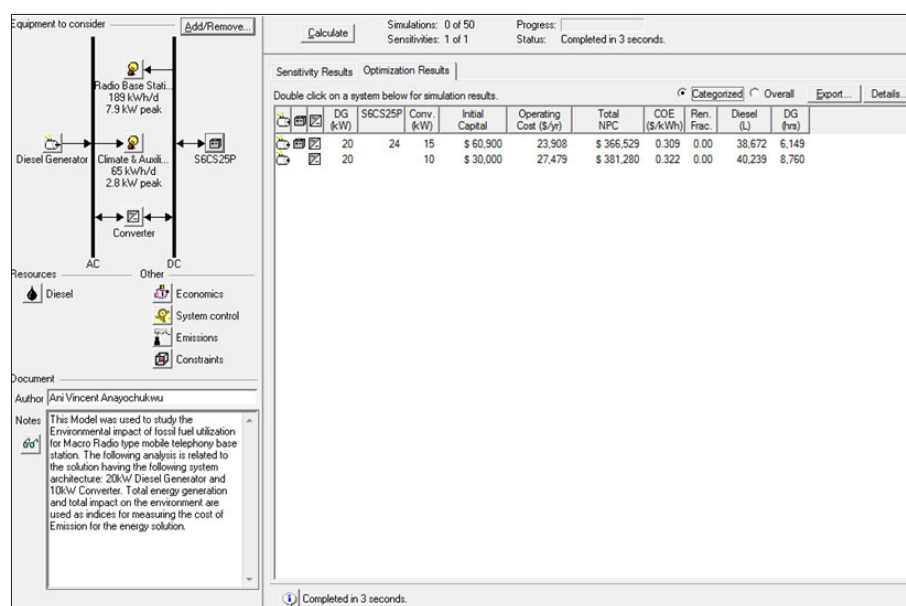 Equipment to consider
Add/Remove...
Radio Base Stati...
189 kWh/d
7.9 kW peak
Diesel Generator
Climate & Auxili...
65 kWh/d
2.8 kW peak
S6CS25P
Converter
AC
DC
Resources
Other
Diesel
Economics
System control
Emissions
Constraints
Document
Author Ani Vincent Anayochukwu
Notes
This Model was used to study the
Environmental impact of fossil fuel utilization
for Macro Radio type mobile telephony base
station. The following analysis is related to
the solution having the following system
architecture: 20kW Diesel Generator and
10kW Converter. Total energy generation
and total impact on the environment are
used as indices for measuring the cost of
Emission for the energy solution.
Calculate
Simulations: 0 of 50
Progress:
Sensitivities: 1 of 1
Status: Completed in 3 seconds.
Sensitivity Results
Optimization Results
Double click on a system below for simulation results.
Categorized
Overall
Export...
Details...
DG (kW) S6CS25P Conv. (kW) Initial Capital Operating Cost ($/yr) Total NPC COE ($/kWh) Ren. Frac. Diesel (L) DG (hrs)
20 24 15 $ 60,900 23,908 $ 366,529 0.309 0.00 38,672 6,149
20 10 $ 30,000 27,479 $ 381,280 0.322 0.00 40,239 8,760
Completed in 3 seconds.